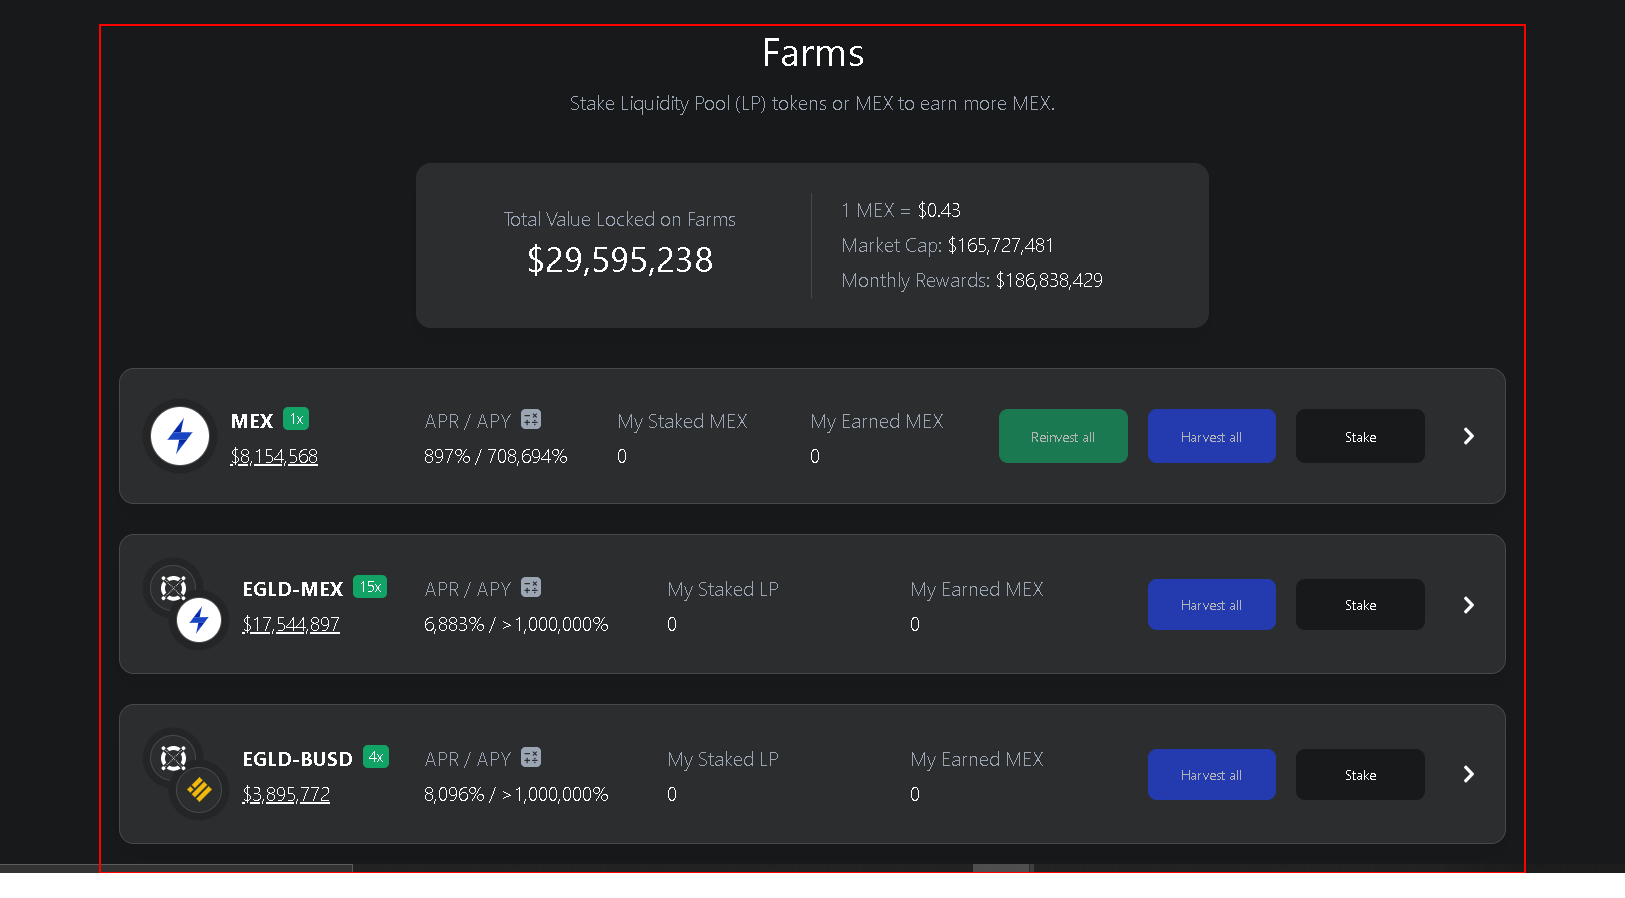 Farms
Stake Liquidity Pool (LP) tokens or MEX to earn more MEX.
Total Value Locked on Farms
$29,595,238
1 MEX = $0.43
Market Cap: $165,727,481
Monthly Rewards: $186,838,429
MEX 1x
$8,154,568
APR / APY
897% / 708,694%
My Staked MEX
0
My Earned MEX
0
Reinvest all
Harvest all
Stake
EGLD-MEX 15x
$17,544,897
APR / APY
6,883% / >1,000,000%
My Staked LP
0
My Earned MEX
0
Harvest all
Stake
EGLD-BUSD 4x
$3,895,772
APR / APY
8,096% / >1,000,000%
My Staked LP
0
My Earned MEX
0
Harvest all
Stake